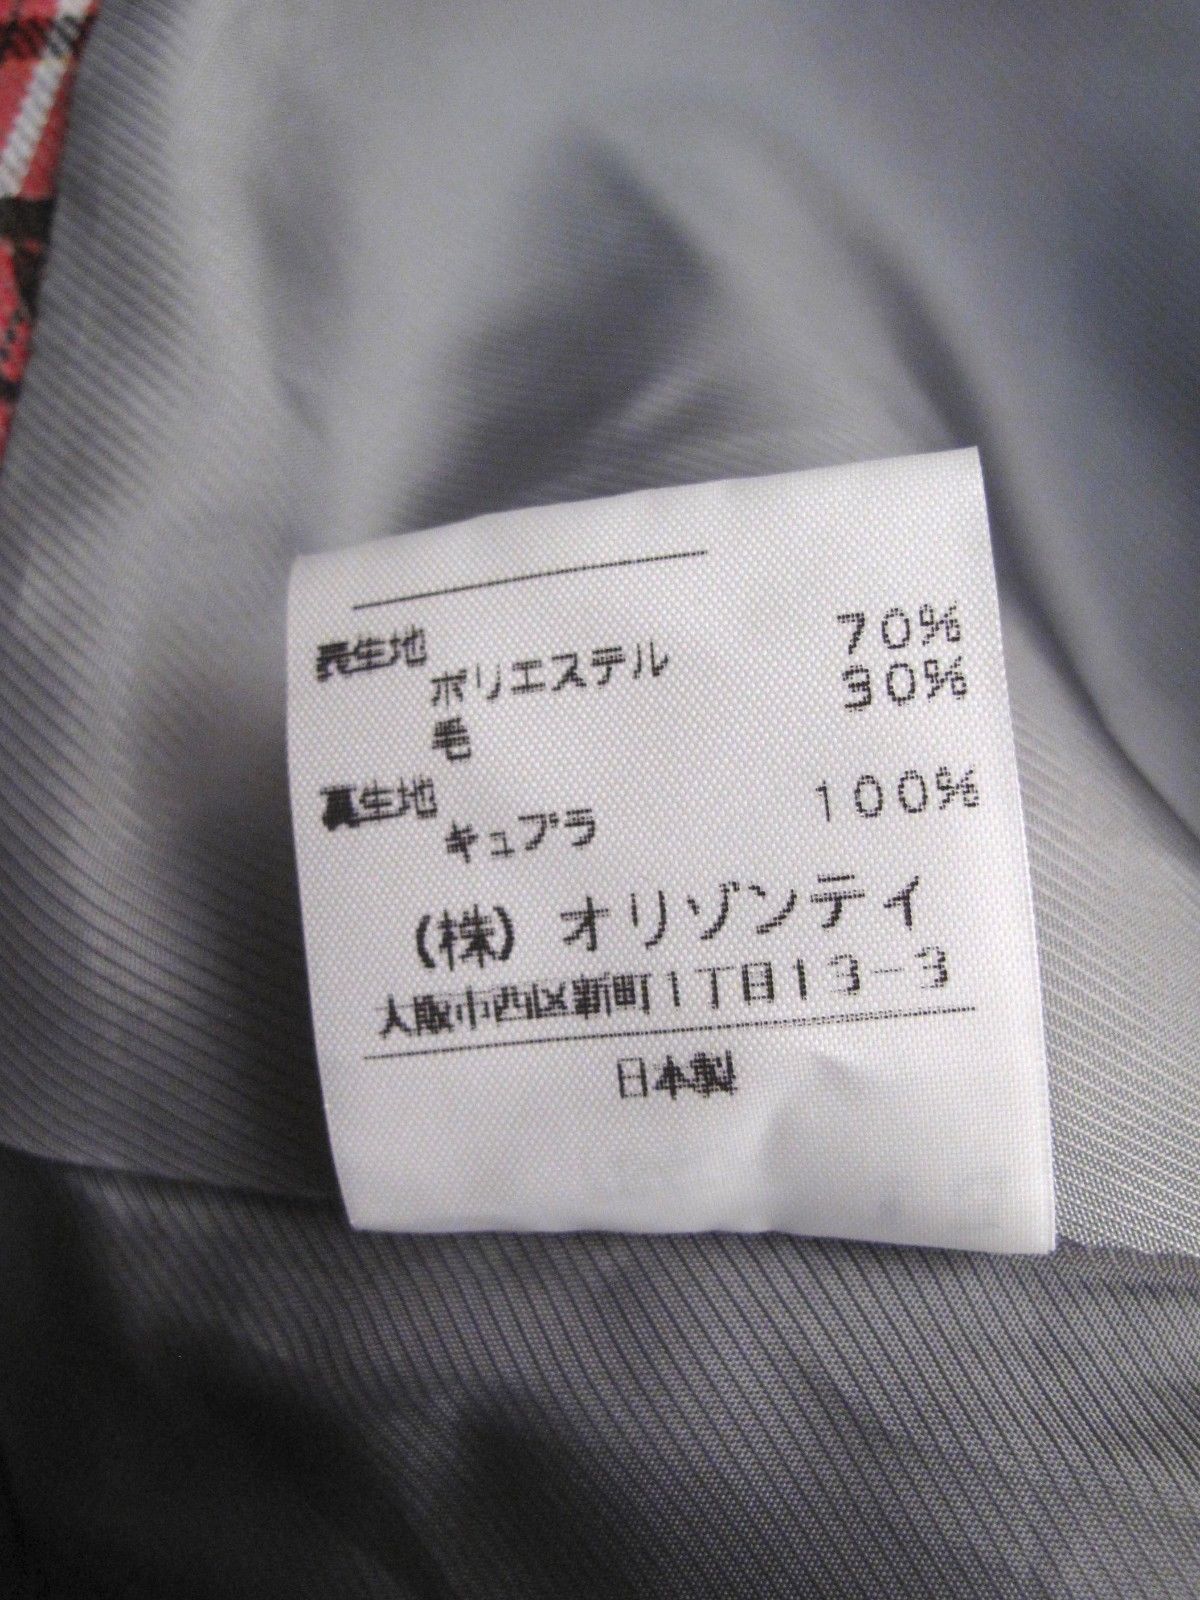 表生地
ポリエステル 70%
毛 30%
裏生地
キュプラ 100%
(株) オリゾンティ
大阪市西区新町1丁目13-3
日本製